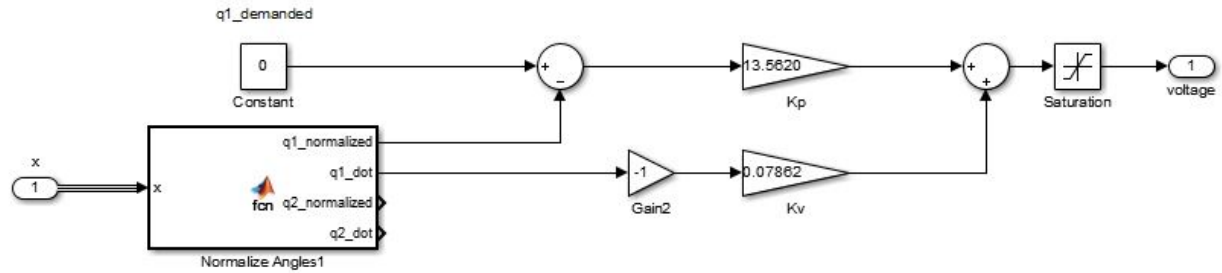 q1_demanded
0
Constant
+
−
13.5620
Kp
+
+
Saturation
1
voltage
x
1
x
fcn
q1_normalized
q1_dot
q2_normalized
q2_dot
Normalize Angles1
-1
Gain2
0.07862
Kv